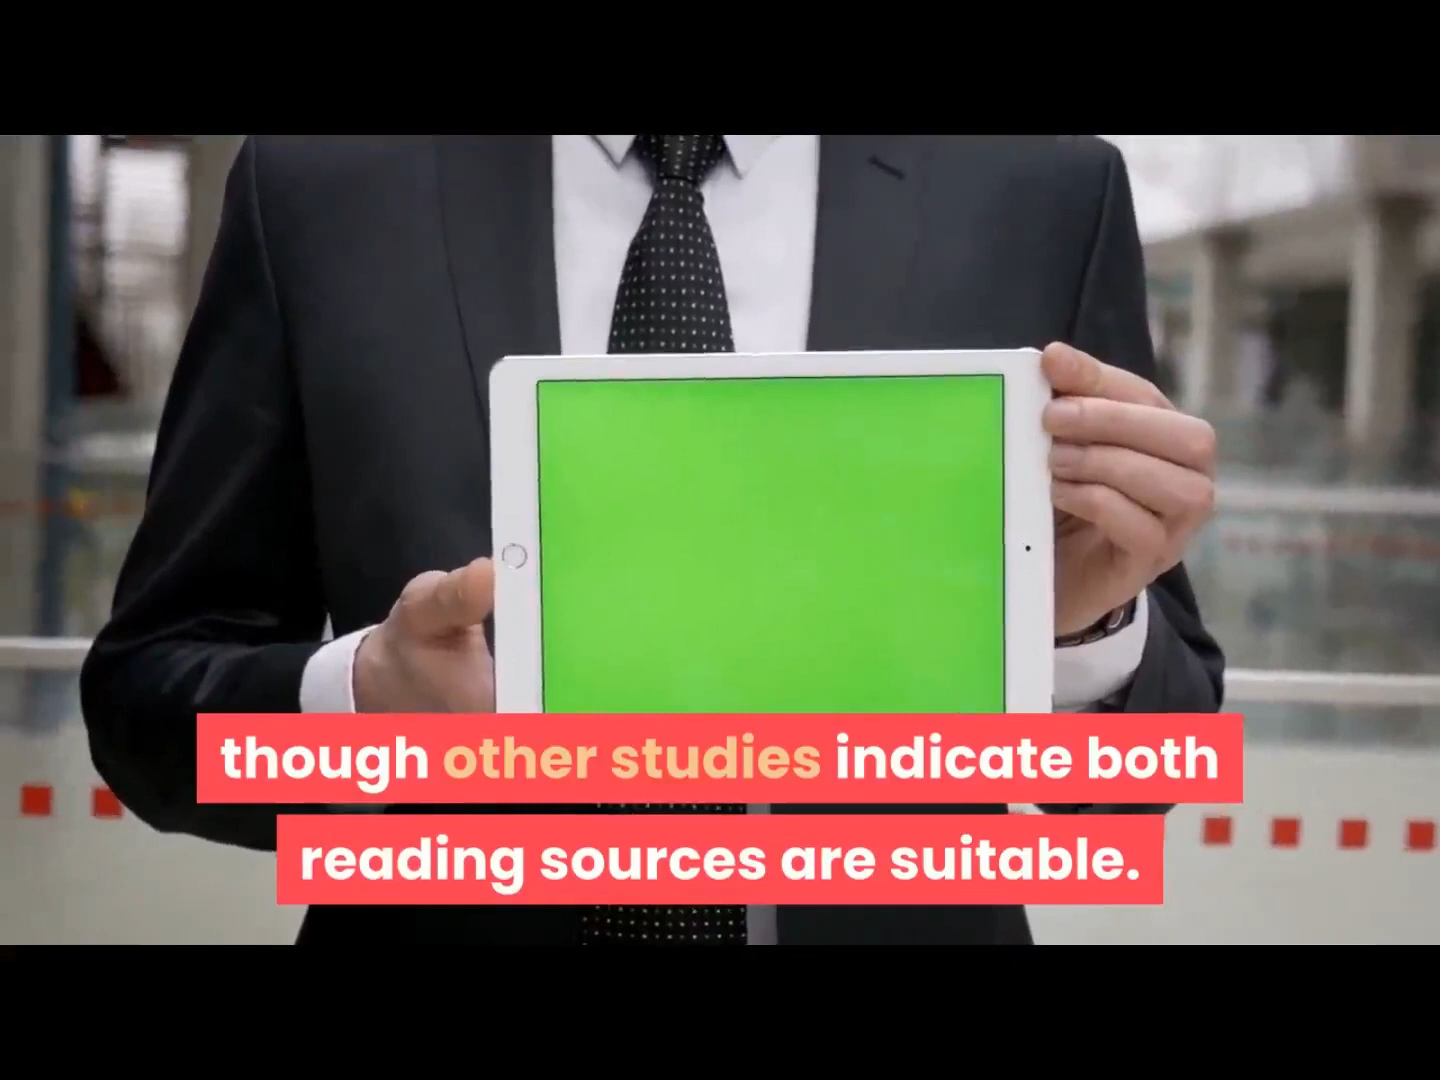 though other studies indicate both
reading sources are suitable.